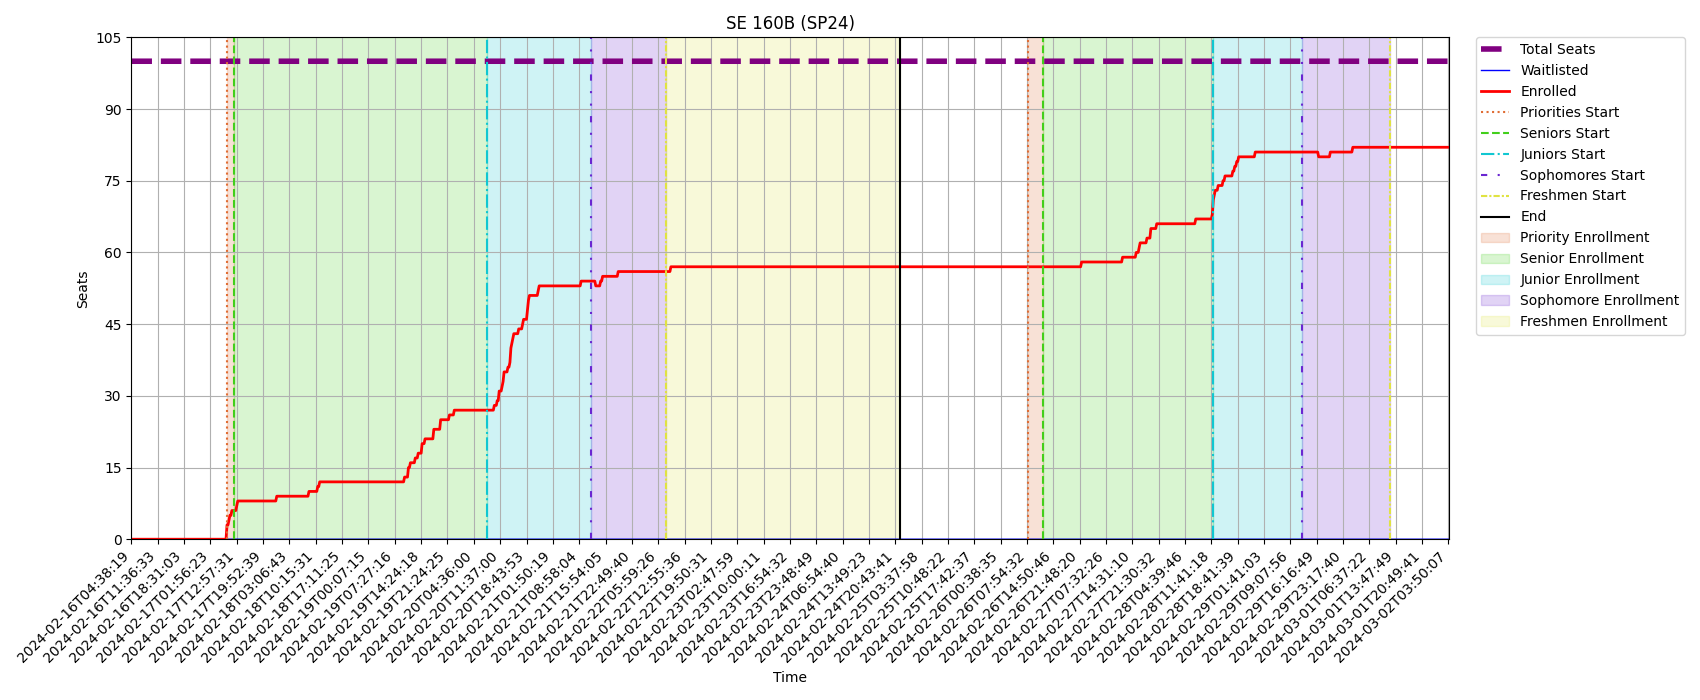 SE 160B (SP24)
105
90
75
60
45
30
15
0
Seats
2024-02-16T04:38:19
2024-02-16T11:36:33
2024-02-16T18:31:03
2024-02-17T01:56:23
2024-02-17T12:57:31
2024-02-17T19:52:39
2024-02-18T03:06:43
2024-02-18T10:15:31
2024-02-18T17:11:25
2024-02-19T00:07:15
2024-02-19T07:27:16
2024-02-19T14:24:18
2024-02-19T21:24:25
2024-02-20T04:36:00
2024-02-20T11:37:00
2024-02-20T18:43:53
2024-02-21T01:50:19
2024-02-21T08:58:04
2024-02-21T15:54:05
2024-02-21T22:49:40
2024-02-22T05:59:26
2024-02-22T12:55:36
2024-02-22T19:50:31
2024-02-23T02:47:59
2024-02-23T10:00:11
2024-02-23T16:54:32
2024-02-23T23:48:49
2024-02-24T06:54:40
2024-02-24T13:49:23
2024-02-24T20:43:41
2024-02-25T03:37:58
2024-02-25T10:48:22
2024-02-25T17:42:37
2024-02-26T00:38:35
2024-02-26T07:54:32
2024-02-26T14:50:46
2024-02-26T21:48:20
2024-02-27T07:32:26
2024-02-27T14:31:10
2024-02-27T21:30:32
2024-02-28T04:39:46
2024-02-28T11:41:18
2024-02-28T18:41:39
2024-02-29T01:41:03
2024-02-29T09:07:56
2024-02-29T16:16:49
2024-02-29T23:17:40
2024-03-01T06:37:22
2024-03-01T13:47:49
2024-03-01T20:49:41
2024-03-02T03:50:07
Time
Total Seats
Waitlisted
Enrolled
Priorities Start
Seniors Start
Juniors Start
Sophomores Start
Freshmen Start
End
Priority Enrollment
Senior Enrollment
Junior Enrollment
Sophomore Enrollment
Freshmen Enrollment